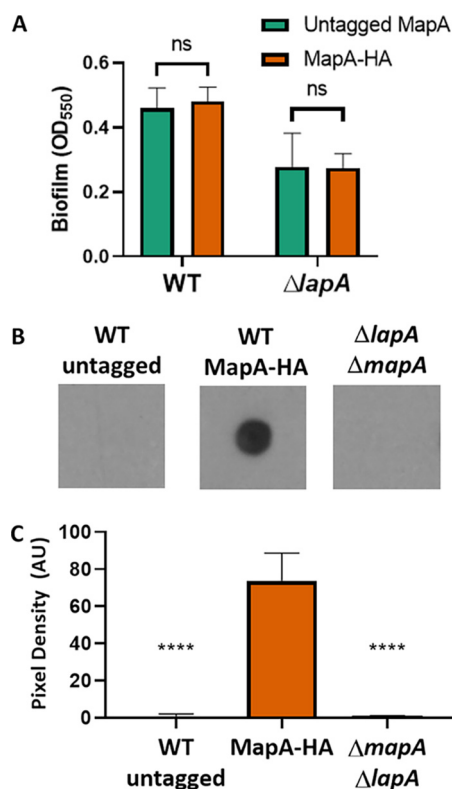 A
Untagged MapA
MapA-HA
Biofilm (OD550)
0.6
0.4
0.2
0.0
ns
ns
WT
ΔlapA
B
WT
untagged
WT
MapA-HA
ΔlapA
ΔmapA
C
Pixel Density (AU)
100
80
60
40
20
0
****
****
WT
untagged
MapA-HA
ΔmapA
ΔlapA